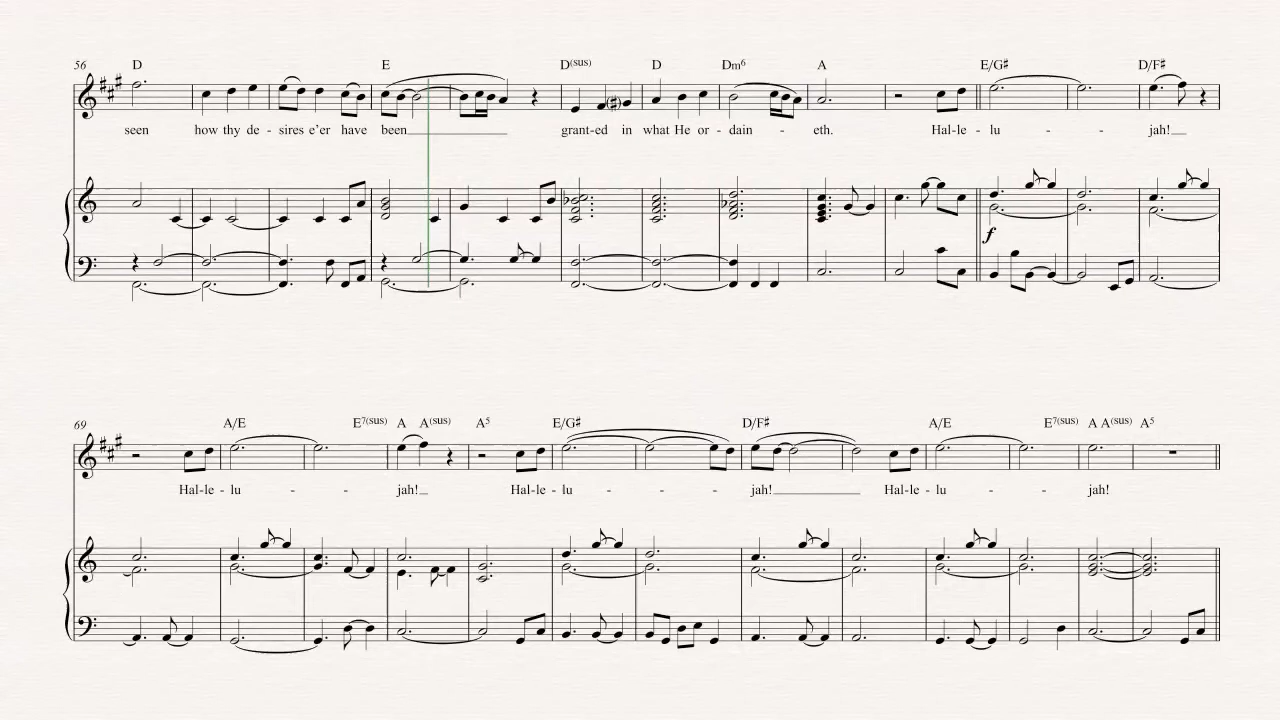 56 D E D(sus) D Dm6 A E/G♯ D/F♯
seen how thy de - sires e'er have been grant-ed in what He or - dain - eth. Hal-le - lu - - jah!
69 A/E E7(sus) A A(sus) A5 E/G♯ D/F♯ A/E E7(sus) A A(sus) A5
Hal-le - lu - - jah! Hal-le - lu - - - jah! Hal-le - lu - - jah!